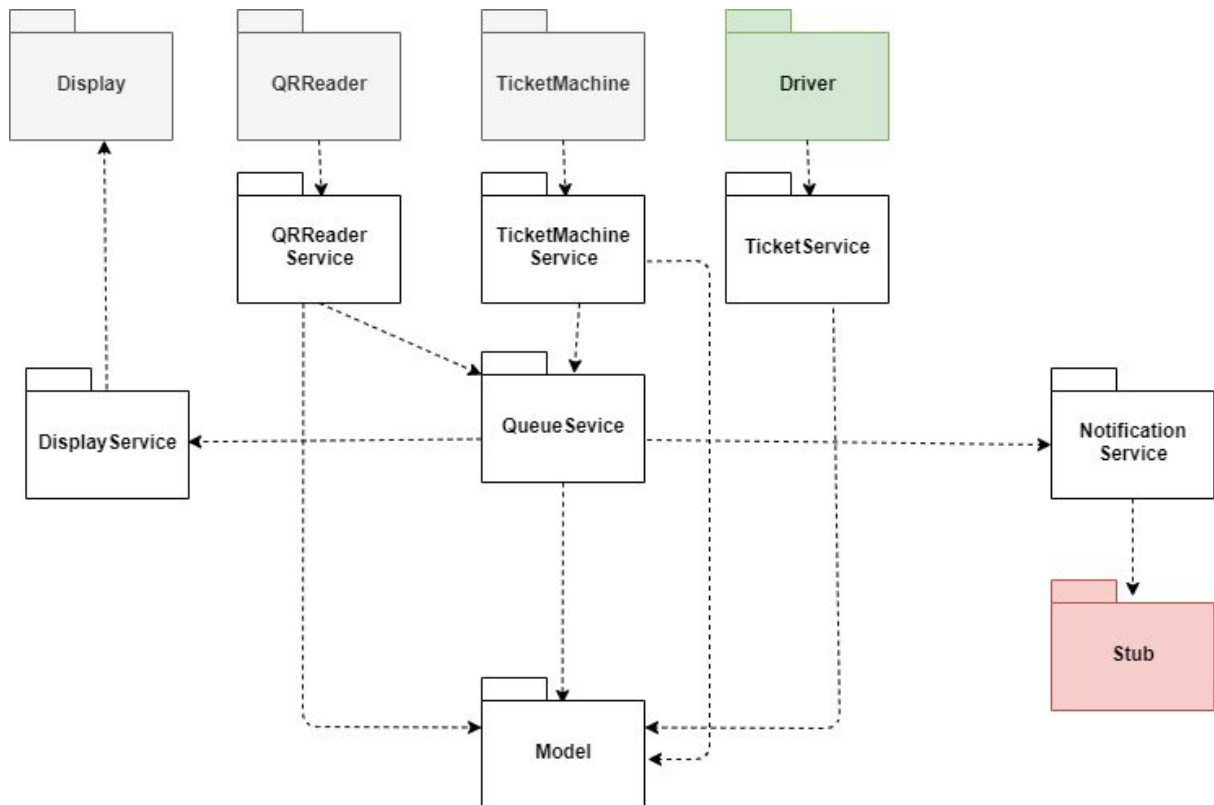 Display
QRReader
TicketMachine
Driver
QRReader
Service
TicketMachine
Service
TicketService
DisplayService
QueueSevice
Notification
Service
Stub
Model